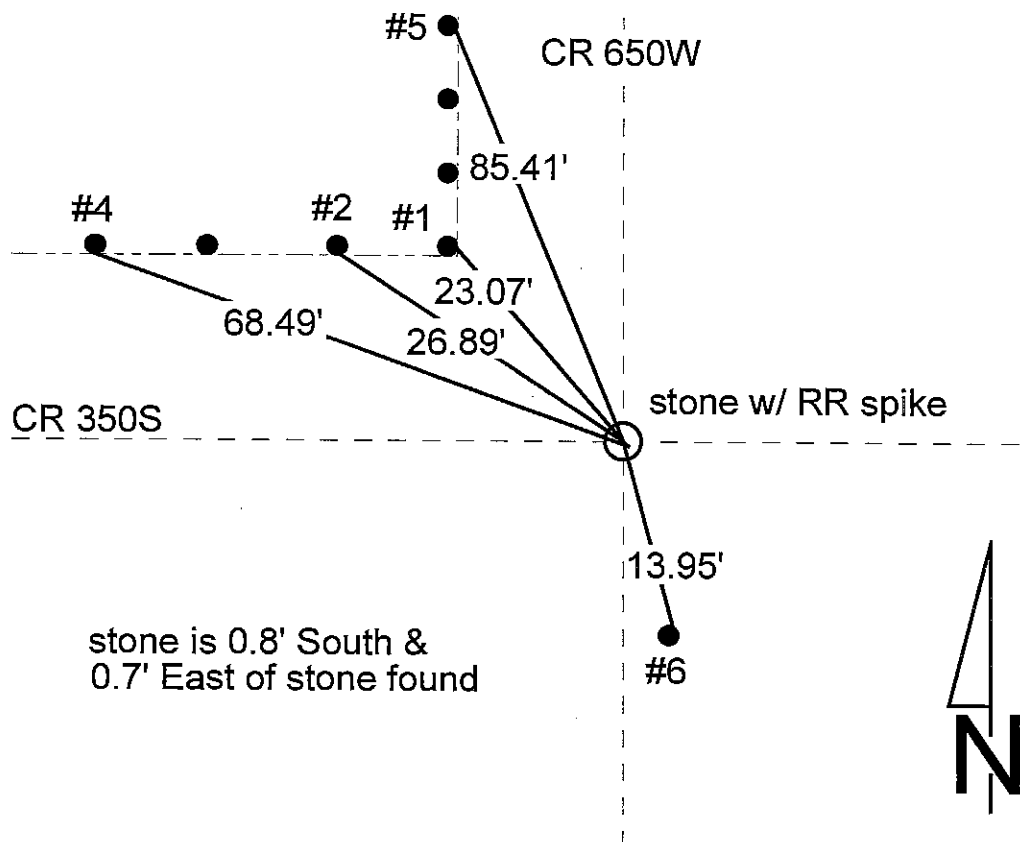 #5
CR 650W
85.41'
#4
#2
#1
23.07'
68.49'
26.89'
stone w/ RR spike
CR 350S
13.95'
stone is 0.8' South &
0.7' East of stone found
#6
N